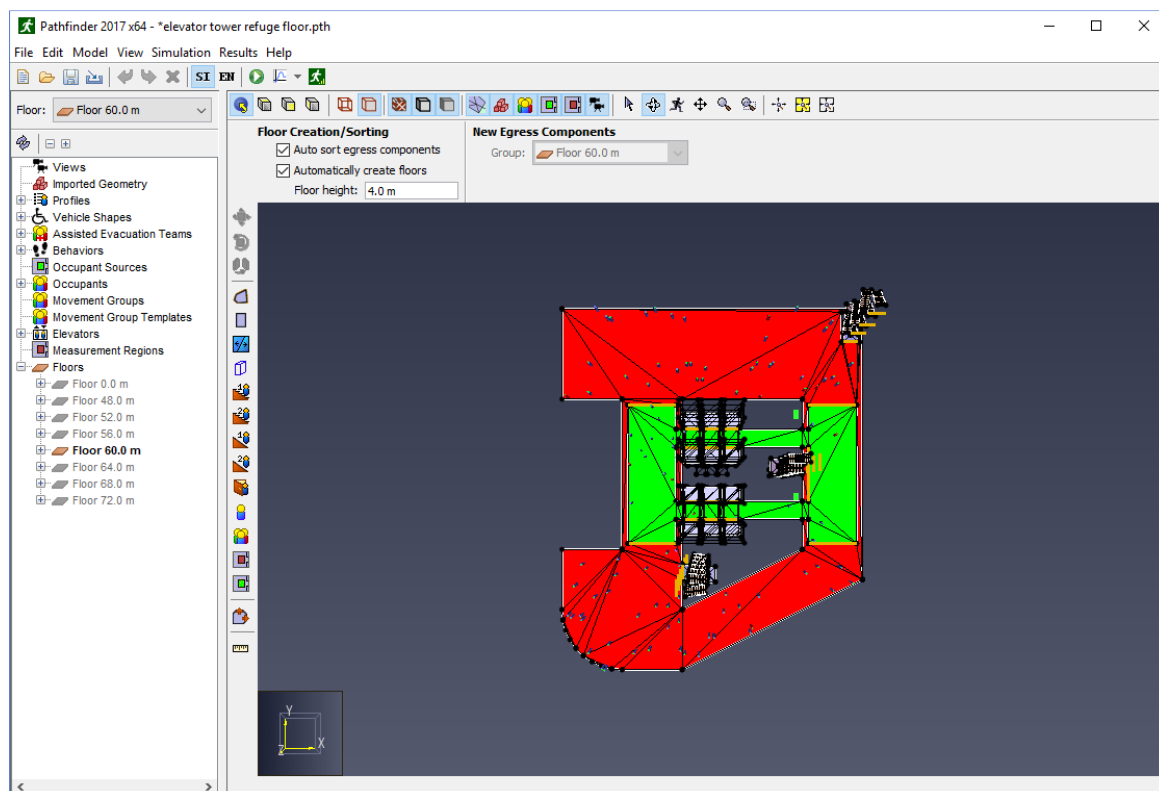 Pathfinder 2017 x64 - *elevator tower refuge floor.pth
File Edit Model View Simulation Results Help
SI EN
Floor: Floor 60.0 m
Floor Creation/Sorting
Auto sort egress components
Automatically create floors
Floor height: 4.0 m
New Egress Components
Group: Floor 60.0 m
Views
Imported Geometry
Profiles
Vehicle Shapes
Assisted Evacuation Teams
Behaviors
Occupant Sources
Occupants
Movement Groups
Movement Group Templates
Elevators
Measurement Regions
Floors
Floor 0.0 m
Floor 48.0 m
Floor 52.0 m
Floor 56.0 m
Floor 60.0 m
Floor 64.0 m
Floor 68.0 m
Floor 72.0 m
Y
Z X